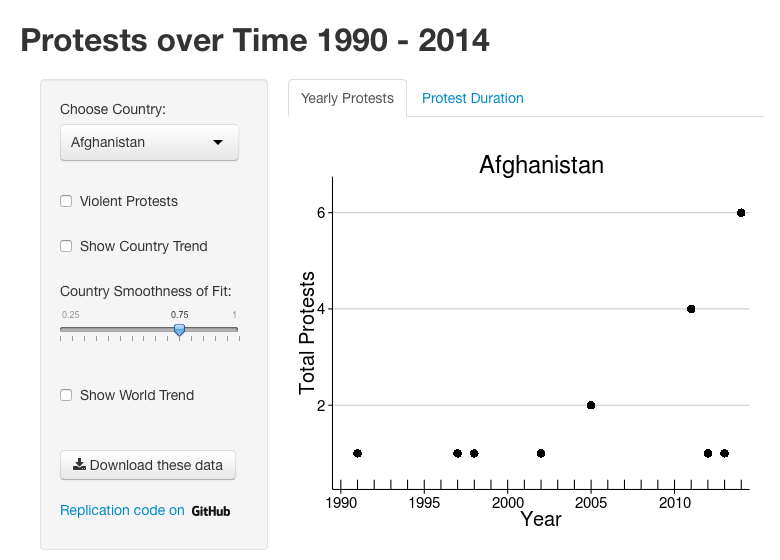 Protests over Time 1990 - 2014
Choose Country:
Afghanistan
Violent Protests
Show Country Trend
Country Smoothness of Fit:
0.25 0.75 1
Show World Trend
Download these data
Replication code on GitHub
Yearly Protests Protest Duration
Afghanistan
Total Protests
6
4
2
1990 1995 2000 2005 2010
Year